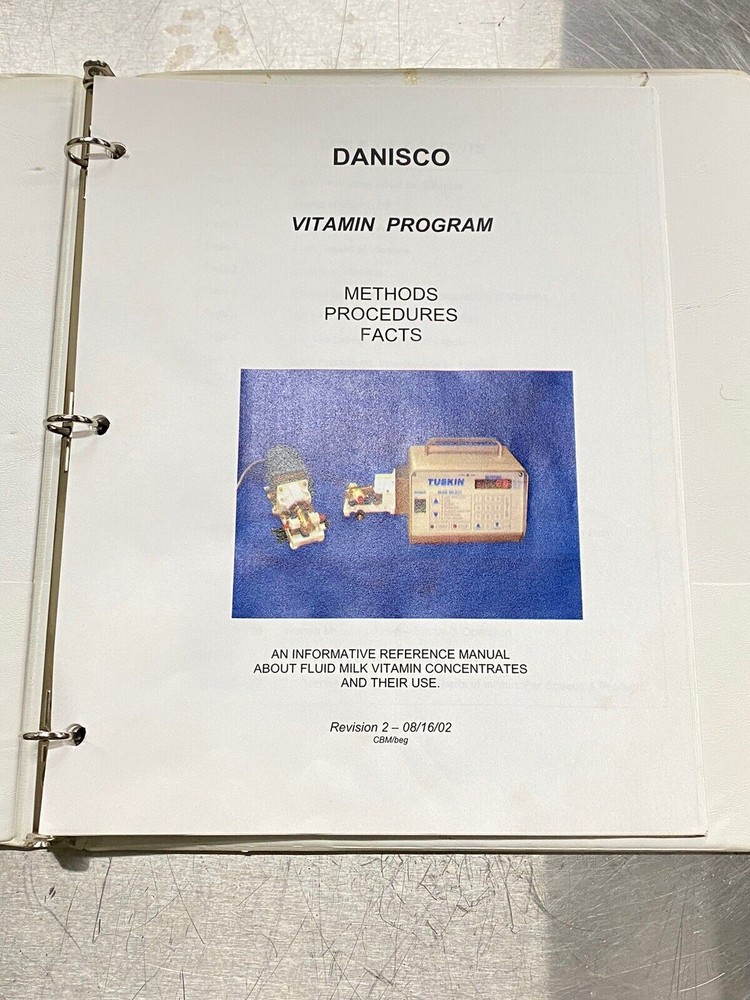 DANISCO
VITAMIN PROGRAM
METHODS
PROCEDURES
FACTS
TUSKIN
AN INFORMATIVE REFERENCE MANUAL
ABOUT FLUID MILK VITAMIN CONCENTRATES
AND THEIR USE.
Revision 2 – 08/16/02
CBM/beg